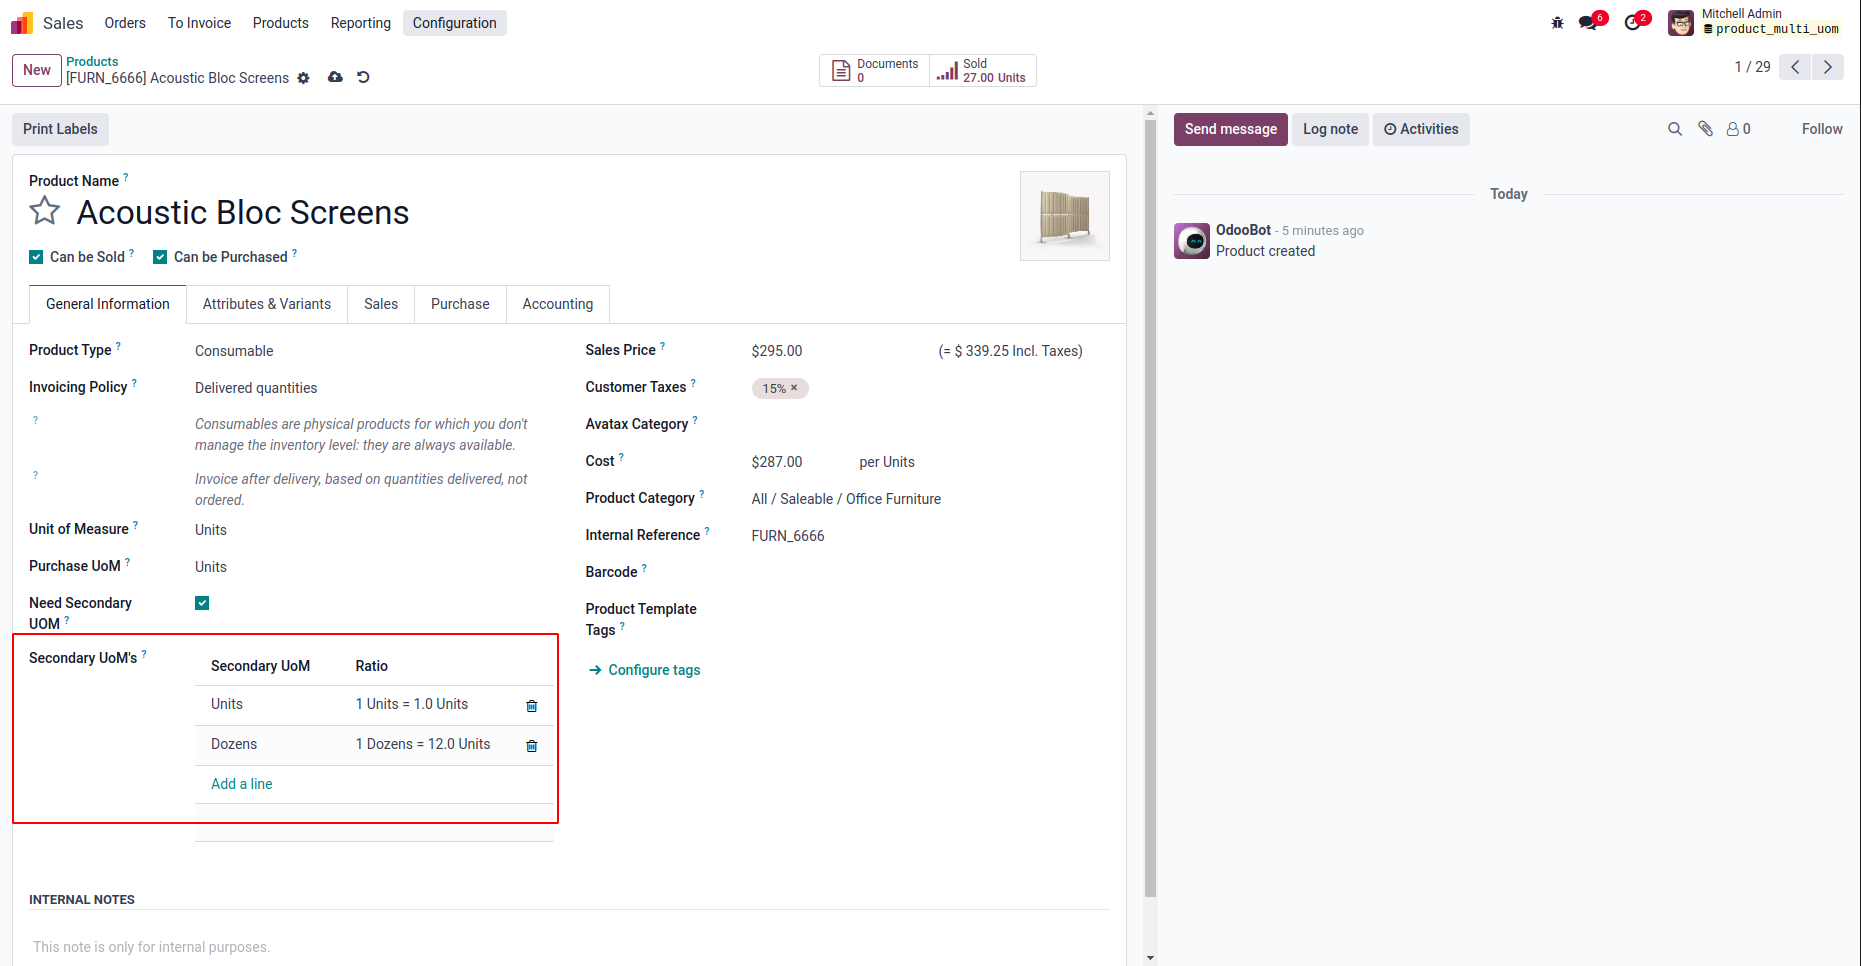 Sales Orders To Invoice Products Reporting Configuration 6 2 Mitchell Admin
product_multi_uom
New Products
[FURN_6666] Acoustic Bloc Screens
Documents
0
Sold
27.00 Units
1 / 29
Print Labels
Send message Log note Activities 0 Follow
Product Name ?
Acoustic Bloc Screens
Can be Sold ? Can be Purchased ?
General Information Attributes & Variants Sales Purchase Accounting
Product Type ? Consumable
Invoicing Policy ? Delivered quantities
? Consumables are physical products for which you don't
manage the inventory level: they are always available.
? Invoice after delivery, based on quantities delivered, not
ordered.
Unit of Measure ? Units
Purchase UoM ? Units
Need Secondary
UOM ?
Secondary UoM's ?
Secondary UoM Ratio
Units 1 Units = 1.0 Units
Dozens 1 Dozens = 12.0 Units
Add a line
Sales Price ? $295.00 (= $ 339.25 Incl. Taxes)
Customer Taxes ? 15% ×
Avatax Category ?
Cost ? $287.00 per Units
Product Category ? All / Saleable / Office Furniture
Internal Reference ? FURN_6666
Barcode ?
Product Template
Tags ?
Configure tags
INTERNAL NOTES
This note is only for internal purposes.
Today
OdooBot - 5 minutes ago
Product created